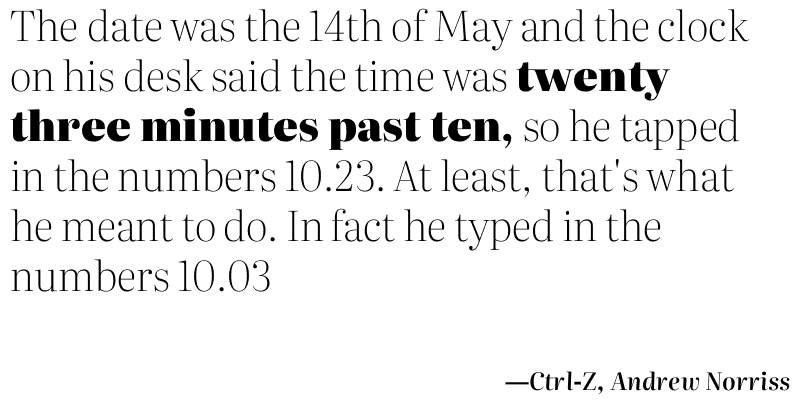 The date was the 14th of May and the clock
on his desk said the time was twenty
three minutes past ten, so he tapped
in the numbers 10.23. At least, that's what
he meant to do. In fact he typed in the
numbers 10.03
—Ctrl-Z, Andrew Norriss